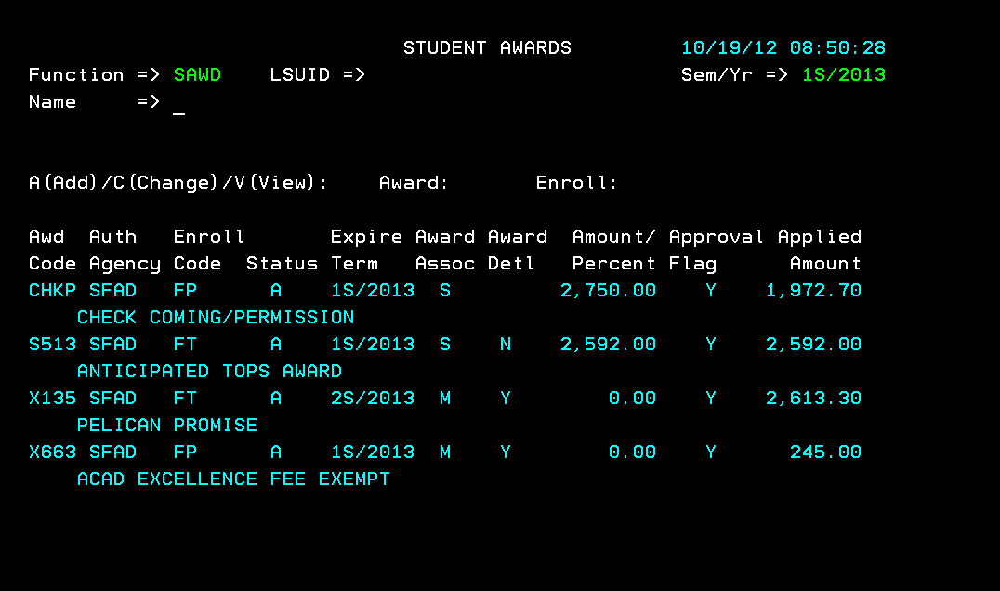 STUDENT AWARDS 10/19/12 08:50:28
Function => SAWD LSUID => Sem/Yr => 1S/2013
Name => _
A(Add)/C(Change)/V(View): Award: Enroll:
Awd Auth Enroll Expire Award Award Amount/ Approval Applied
Code Agency Code Status Term Assoc Detl Percent Flag Amount
CHKP SFAD FP A 1S/2013 S 2,750.00 Y 1,972.70
CHECK COMING/PERMISSION
S513 SFAD FT A 1S/2013 S N 2,592.00 Y 2,592.00
ANTICIPATED TOPS AWARD
X135 SFAD FT A 2S/2013 M Y 0.00 Y 2,613.30
PELICAN PROMISE
X663 SFAD FP A 1S/2013 M Y 0.00 Y 245.00
ACAD EXCELLENCE FEE EXEMPT